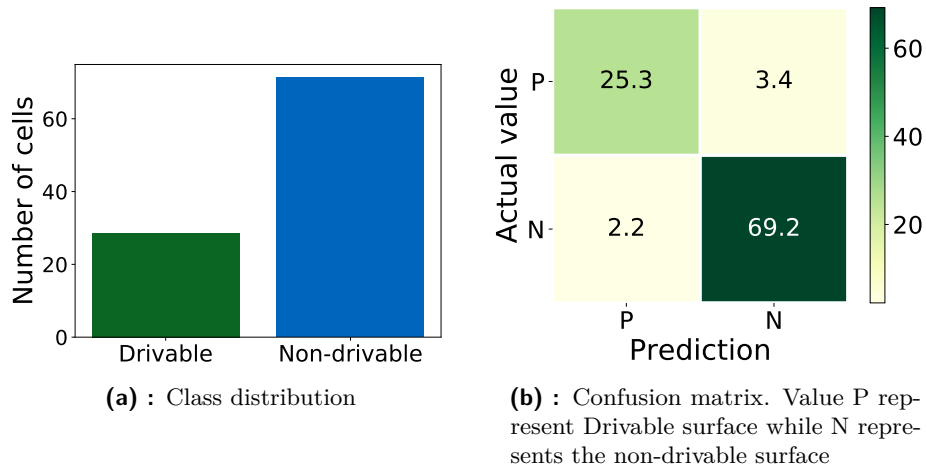 Number of cells
60
40
20
0
Drivable Non-drivable
(a) : Class distribution
Actual value
P
N
25.3 3.4
2.2 69.2
P N
Prediction
60
40
20
(b) : Confusion matrix. Value P rep-
resent Drivable surface while N repre-
sents the non-drivable surface